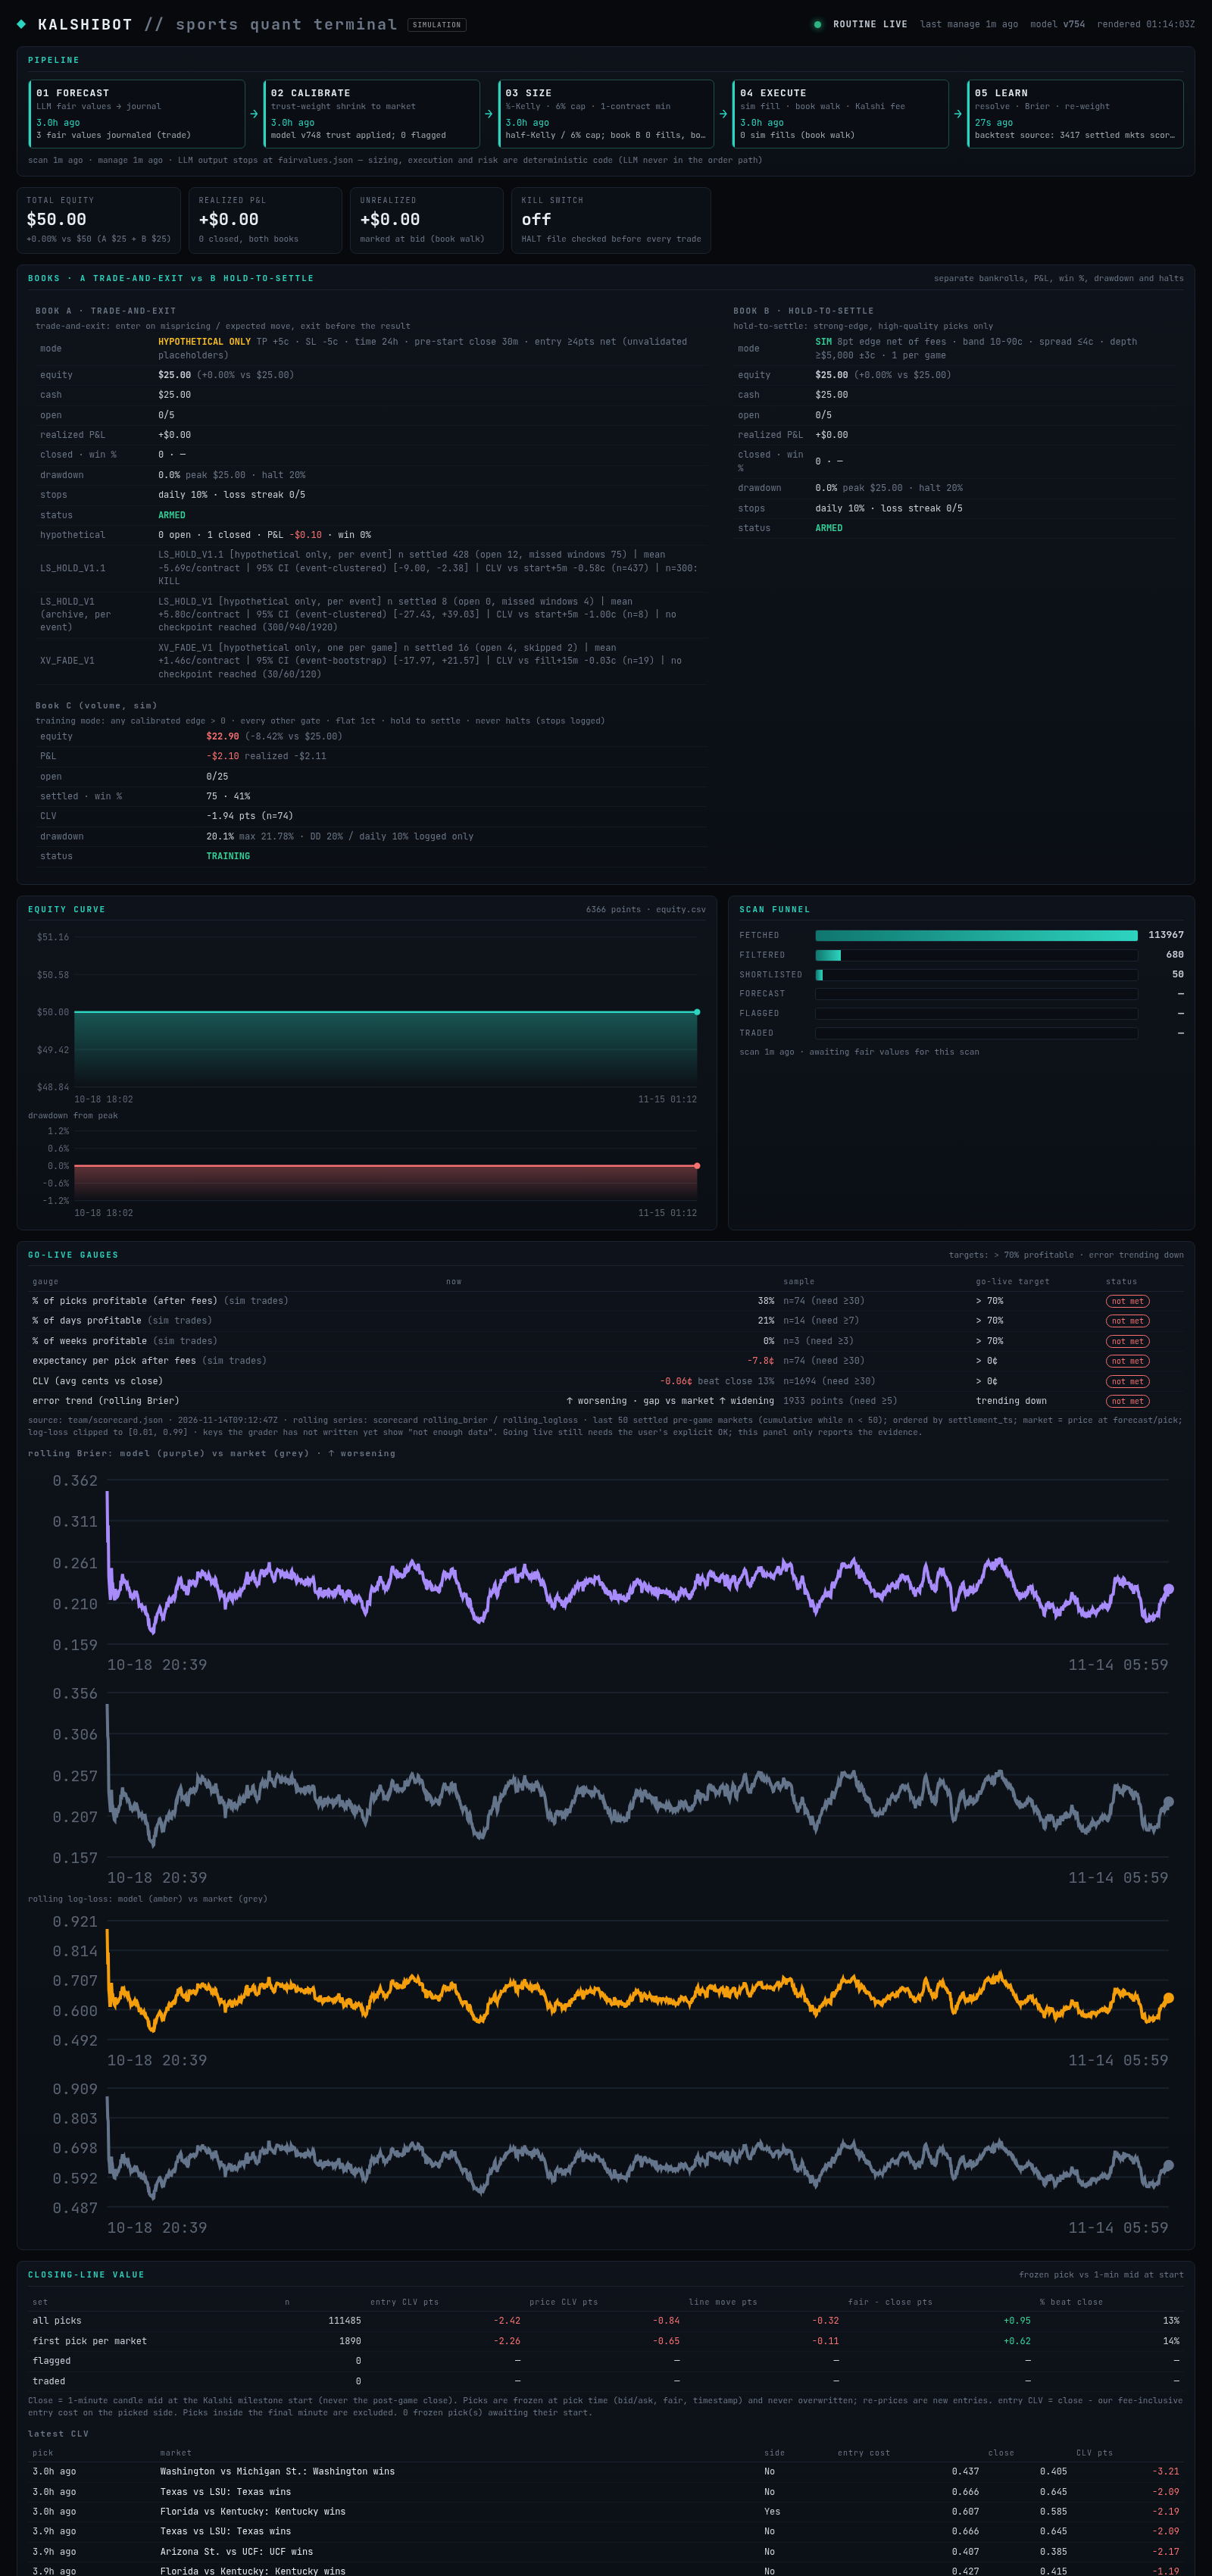 ◆ KALSHIBOT // sports quant terminal SIMULATION
ROUTINE LIVE last manage 1m ago model v754 rendered 01:14:03Z
PIPELINE
01 FORECAST
LLM fair values → journal
3.0h ago
3 fair values journaled (trade)
→
02 CALIBRATE
trust-weight shrink to market
3.0h ago
model v748 trust applied; 0 flagged
→
03 SIZE
½-Kelly · 6% cap · 1-contract min
3.0h ago
half-Kelly / 6% cap; book B 0 fills, bo…
→
04 EXECUTE
sim fill · book walk · Kalshi fee
3.0h ago
0 sim fills (book walk)
→
05 LEARN
resolve · Brier · re-weight
27s ago
backtest source: 3417 settled mkts scor…
scan 1m ago · manage 1m ago · LLM output stops at fairvalues.json — sizing, execution and risk are deterministic code (LLM never in the order path)
TOTAL EQUITY
$50.00
+0.00% vs $50 (A $25 + B $25)
REALIZED P&L
+$0.00
0 closed, both books
UNREALIZED
+$0.00
marked at bid (book walk)
KILL SWITCH
off
HALT file checked before every trade
BOOKS · A TRADE-AND-EXIT vs B HOLD-TO-SETTLE
separate bankrolls, P&L, win %, drawdown and halts
BOOK A · TRADE-AND-EXIT
trade-and-exit: enter on mispricing / expected move, exit before the result
mode HYPOTHETICAL ONLY TP +5c · SL -5c · time 24h · pre-start close 30m · entry ≥4pts net (unvalidated
placeholders)
equity $25.00 (+0.00% vs $25.00)
cash $25.00
open 0/5
realized P&L +$0.00
closed · win % 0 · —
drawdown 0.0% peak $25.00 · halt 20%
stops daily 10% · loss streak 0/5
status ARMED
hypothetical 0 open · 1 closed · P&L -$0.10 · win 0%
LS_HOLD_V1.1 LS_HOLD_V1.1 [hypothetical only, per event] n settled 428 (open 12, missed windows 75) | mean
-5.69c/contract | 95% CI (event-clustered) [-9.00, -2.38] | CLV vs start+5m -0.58c (n=437) | n=300:
KILL
LS_HOLD_V1 (archive, per event) LS_HOLD_V1 [hypothetical only, per event] n settled 8 (open 0, missed windows 4) | mean
+5.80c/contract | 95% CI (event-clustered) [-27.43, +39.03] | CLV vs start+5m -1.00c (n=8) | no
checkpoint reached (300/940/1920)
XV_FADE_V1 XV_FADE_V1 [hypothetical only, one per game] n settled 16 (open 4, skipped 2) | mean
+1.46c/contract | 95% CI (event-bootstrap) [-17.97, +21.57] | CLV vs fill+15m -0.03c (n=19) | no
checkpoint reached (30/60/120)
BOOK B · HOLD-TO-SETTLE
hold-to-settle: strong-edge, high-quality picks only
mode SIM 8pt edge net of fees · band 10-90c · spread ≤4c · depth
≥$5,000 ±3c · 1 per game
equity $25.00 (+0.00% vs $25.00)
cash $25.00
open 0/5
realized P&L +$0.00
closed · win % 0 · —
drawdown 0.0% peak $25.00 · halt 20%
stops daily 10% · loss streak 0/5
status ARMED
Book C (volume, sim)
training mode: any calibrated edge > 0 · every other gate · flat 1ct · hold to settle · never halts (stops logged)
equity $22.90 (-8.42% vs $25.00)
P&L -$2.10 realized -$2.11
open 0/25
settled · win % 75 · 41%
CLV -1.94 pts (n=74)
drawdown 20.1% max 21.78% · DD 20% / daily 10% logged only
status TRAINING
EQUITY CURVE
6366 points · equity.csv
$51.16
$50.58
$50.00
$49.42
$48.84
10-18 18:02 11-15 01:12
drawdown from peak
1.2%
0.6%
0.0%
-0.6%
-1.2%
10-18 18:02 11-15 01:12
SCAN FUNNEL
FETCHED 113967
FILTERED 680
SHORTLISTED 50
FORECAST —
FLAGGED —
TRADED —
scan 1m ago · awaiting fair values for this scan
GO-LIVE GAUGES
targets: > 70% profitable · error trending down
gauge now sample go-live target status
% of picks profitable (after fees) (sim trades) 38% n=74 (need ≥30) > 70% not met
% of days profitable (sim trades) 21% n=14 (need ≥7) > 70% not met
% of weeks profitable (sim trades) 0% n=3 (need ≥3) > 70% not met
expectancy per pick after fees (sim trades) -7.8¢ n=74 (need ≥30) > 0¢ not met
CLV (avg cents vs close) -0.06¢ beat close 13% n=1694 (need ≥30) > 0¢ not met
error trend (rolling Brier) ↑ worsening · gap vs market ↑ widening 1933 points (need ≥5) trending down not met
source: team/scorecard.json · 2026-11-14T09:12:47Z · rolling series: scorecard rolling_brier / rolling_logloss · last 50 settled pre-game markets (cumulative while n < 50); ordered by settlement_ts; market = price at forecast/pick;
log-loss clipped to [0.01, 0.99] · keys the grader has not written yet show "not enough data". Going live still needs the user's explicit OK; this panel only reports the evidence.
rolling Brier: model (purple) vs market (grey) · ↑ worsening
0.362
0.311
0.261
0.210
0.159
10-18 20:39 11-14 05:59
0.356
0.306
0.257
0.207
0.157
10-18 20:39 11-14 05:59
rolling log-loss: model (amber) vs market (grey)
0.921
0.814
0.707
0.600
0.492
10-18 20:39 11-14 05:59
0.909
0.803
0.698
0.592
0.487
10-18 20:39 11-14 05:59
CLOSING-LINE VALUE
frozen pick vs 1-min mid at start
set n entry CLV pts price CLV pts line move pts fair - close pts % beat close
all picks 111485 -2.42 -0.84 -0.32 +0.95 13%
first pick per market 1890 -2.26 -0.65 -0.11 +0.62 14%
flagged 0 — — — — —
traded 0 — — — — —
Close = 1-minute candle mid at the Kalshi milestone start (never the post-game close). Picks are frozen at pick time (bid/ask, fair, timestamp) and never overwritten; re-prices are new entries. entry CLV = close - our fee-inclusive
entry cost on the picked side. Picks inside the final minute are excluded. 0 frozen pick(s) awaiting their start.
latest CLV
pick market side entry cost close CLV pts
3.0h ago Washington vs Michigan St.: Washington wins No 0.437 0.405 -3.21
3.0h ago Texas vs LSU: Texas wins No 0.666 0.645 -2.09
3.0h ago Florida vs Kentucky: Kentucky wins Yes 0.607 0.585 -2.19
3.9h ago Texas vs LSU: Texas wins No 0.666 0.645 -2.09
3.9h ago Arizona St. vs UCF: UCF wins No 0.407 0.385 -2.17
3.9h ago Florida vs Kentucky: Kentucky wins No 0.427 0.415 -1.19